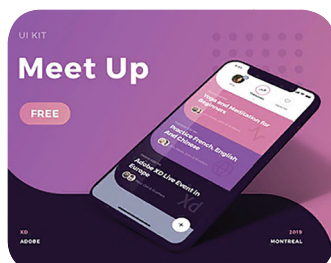 UI KIT
Meet Up
FREE
Yoga and Meditation for
Beginners
Practice French, English
And Chinese
Adobe XD Live Event in
Europe
XD
ADOBE
2019
MONTREAL